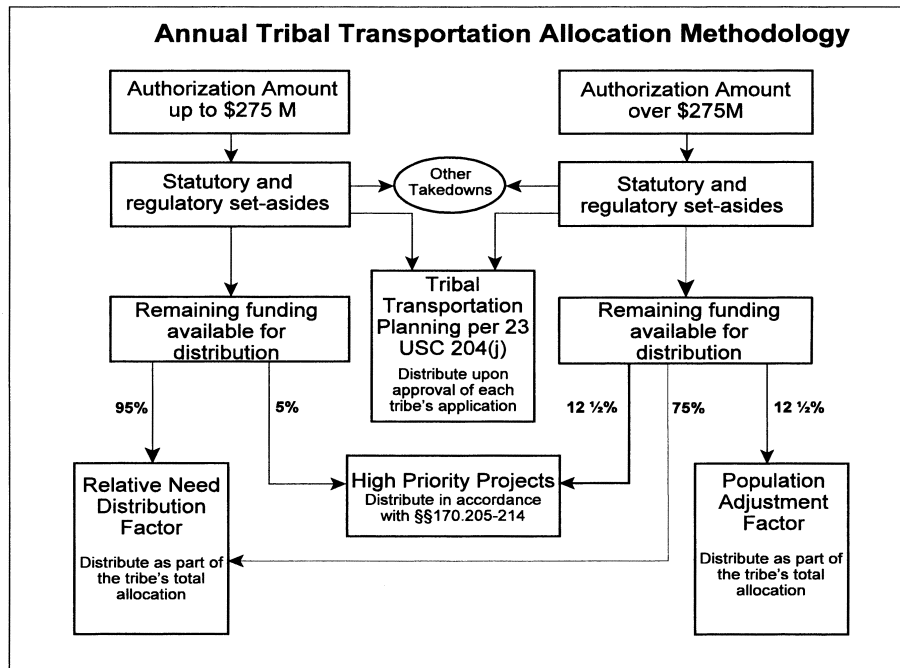 Annual Tribal Transportation Allocation Methodology
Authorization Amount
up to $275 M
Authorization Amount
over $275M
Statutory and
regulatory set-asides
Other
Takedowns
Statutory and
regulatory set-asides
Tribal
Transportation
Planning per 23
USC 204(j)
Distribute upon
approval of each
tribe's application
Remaining funding
available for
distribution
Remaining funding
available for
distribution
95%
5%
12 ½%
75%
12 ½%
Relative Need
Distribution
Factor
Distribute as part of
the tribe's total
allocation
High Priority Projects
Distribute in accordance
with §§170.205-214
Population
Adjustment
Factor
Distribute as part of
the tribe's total
allocation